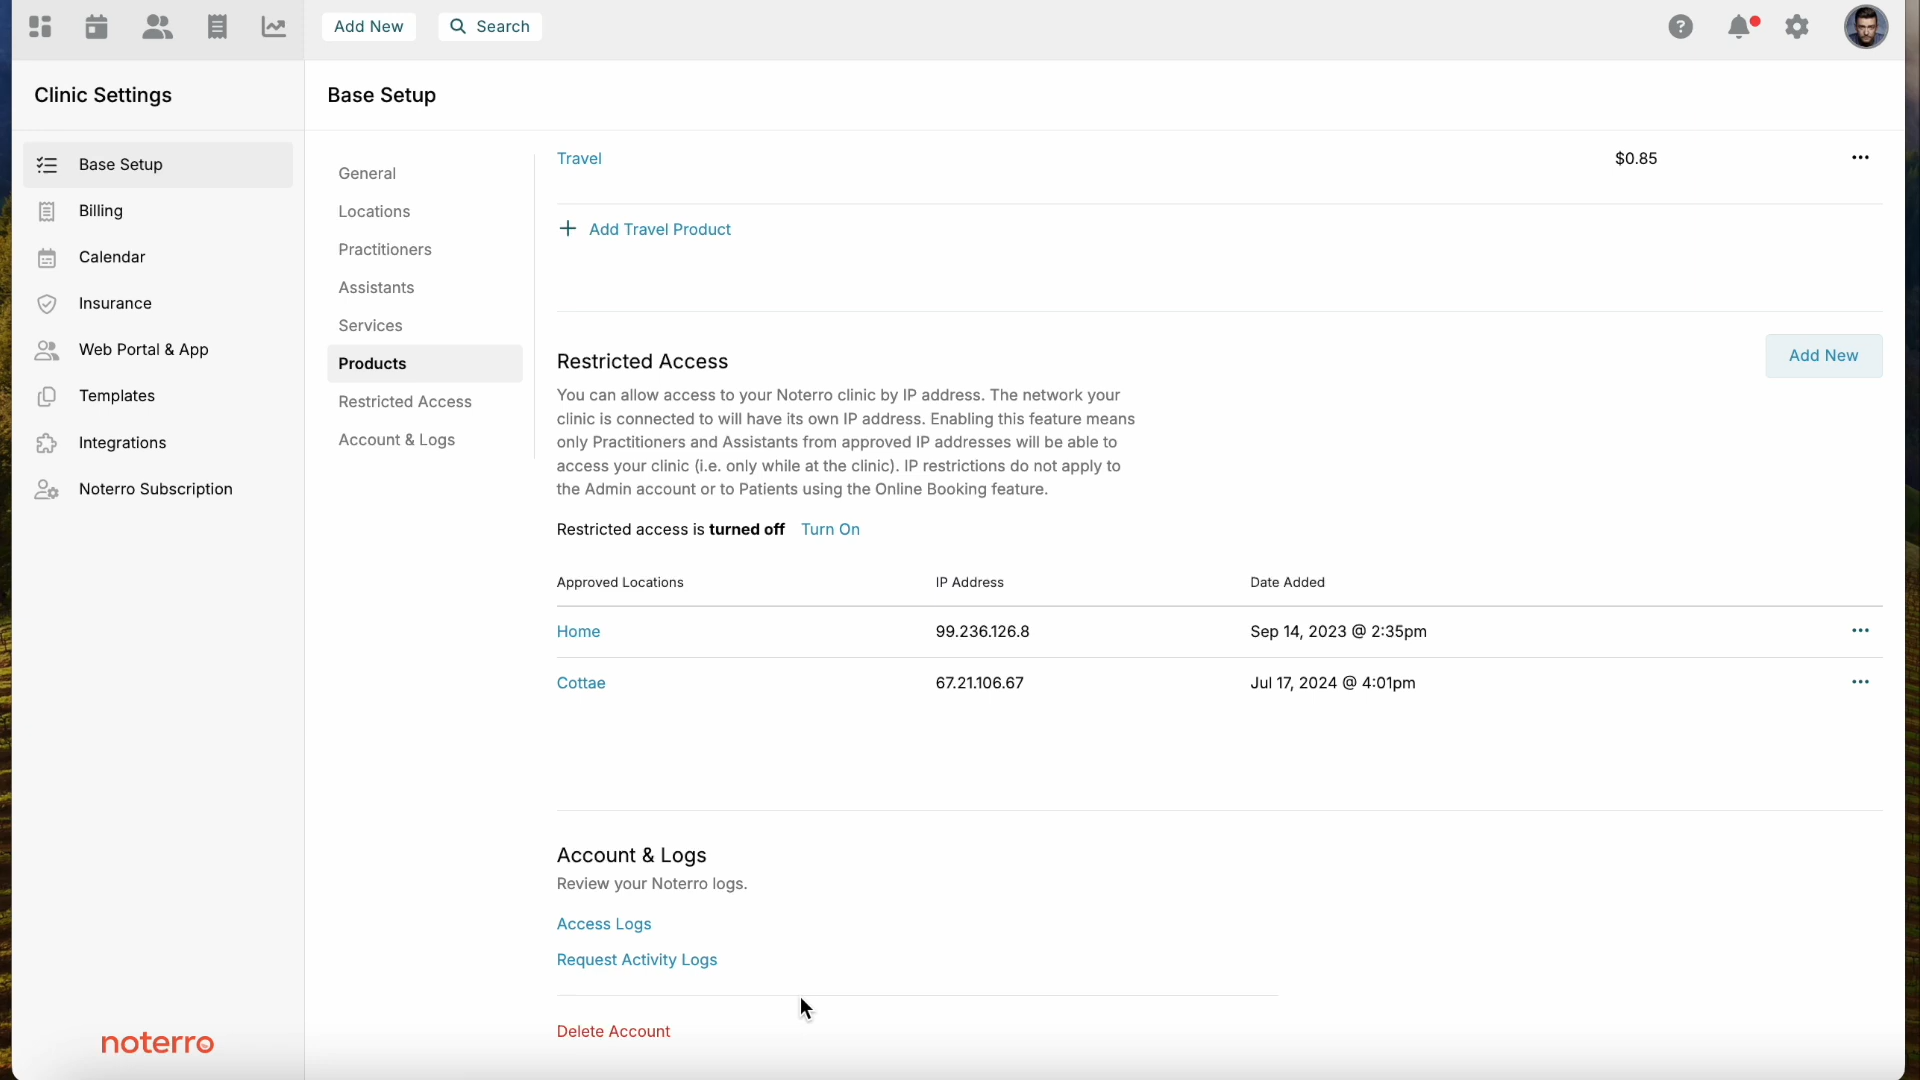 Add New
Search
?
Clinic Settings
Base Setup
Base Setup
Billing
Calendar
Insurance
Web Portal & App
Templates
Integrations
Noterro Subscription
noterro
General
Locations
Practitioners
Assistants
Services
Products
Restricted Access
Account & Logs
Travel $0.85
+ Add Travel Product
Restricted Access
Add New
You can allow access to your Noterro clinic by IP address. The network your
clinic is connected to will have its own IP address. Enabling this feature means
only Practitioners and Assistants from approved IP addresses will be able to
access your clinic (i.e. only while at the clinic). IP restrictions do not apply to
the Admin account or to Patients using the Online Booking feature.
Restricted access is turned off Turn On
Approved Locations IP Address Date Added
Home 99.236.126.8 Sep 14, 2023 @ 2:35pm
Cottae 67.21.106.67 Jul 17, 2024 @ 4:01pm
Account & Logs
Review your Noterro logs.
Access Logs
Request Activity Logs
Delete Account